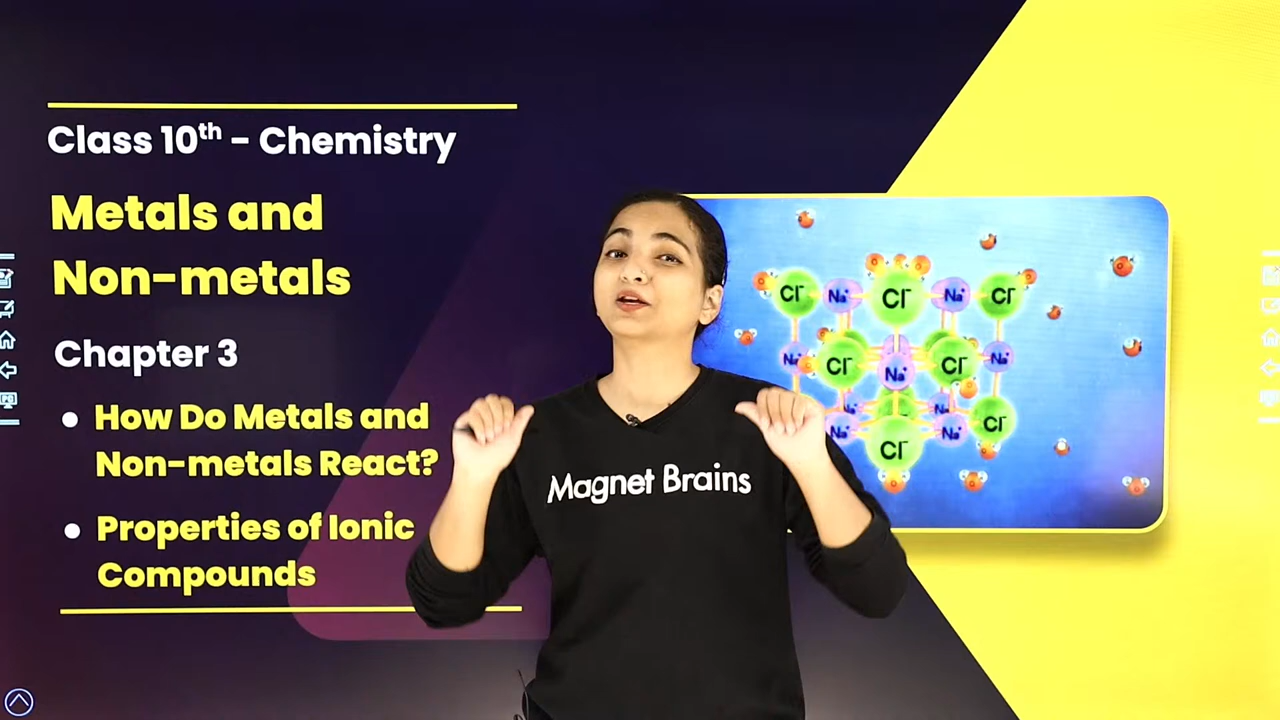 Class 10th - Chemistry
Metals and
Non-metals
Chapter 3
• How Do Metals and
Non-metals React?
• Properties of Ionic
Compounds
Magnet Brains
Cl⁻ Na⁺ Cl⁻ Na⁺ Cl⁻
Na⁺ Cl⁻ Na⁺ Cl⁻ Na⁺
Na⁺ Cl⁻ Na⁺ Cl⁻